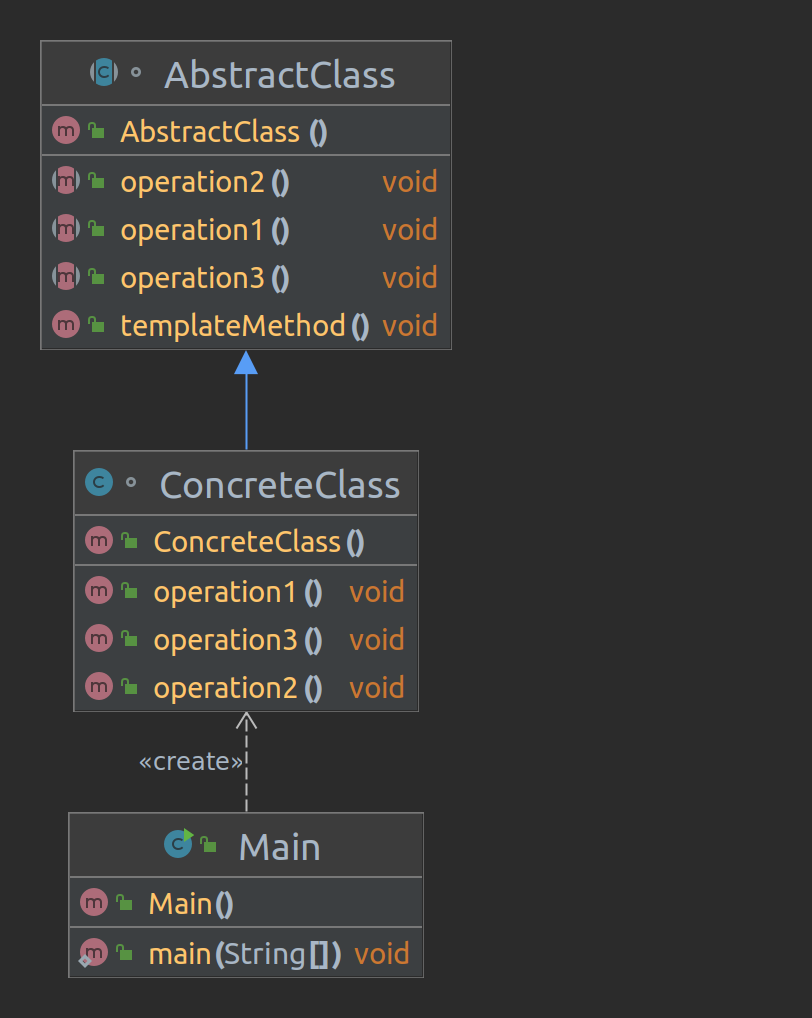 AbstractClass
AbstractClass ()
operation2 () void
operation1 () void
operation3 () void
templateMethod () void
ConcreteClass
ConcreteClass ()
operation1 () void
operation3 () void
operation2 () void
«create»
Main
Main()
main(String[]) void